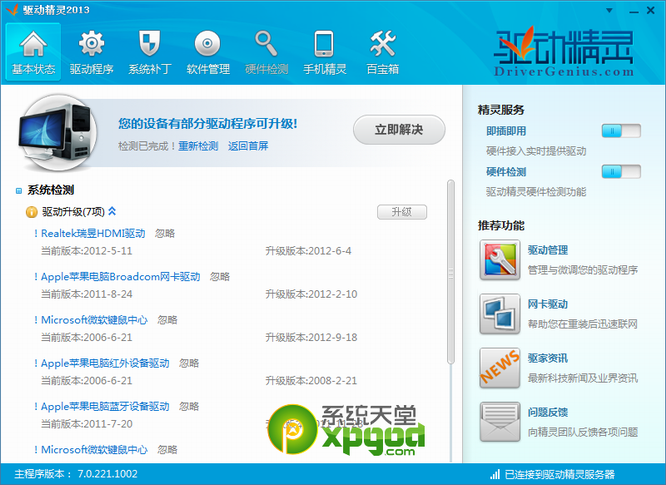 驱动精灵2013
基本状态 驱动程序 系统补丁 软件管理 硬件检测 手机精灵 百宝箱
驱动精灵
DriverGenius.com
您的设备有部分驱动程序可升级!
检测已完成! 重新检测 返回首屏
立即解决
系统检测
驱动升级(7项)
升级
! Realtek瑞昱HDMI驱动 忽略
当前版本:2012-5-11 升级版本:2012-6-4
! Apple苹果电脑Broadcom网卡驱动 忽略
当前版本:2011-8-24 升级版本:2012-2-10
! Microsoft微软键鼠中心 忽略
当前版本:2006-6-21 升级版本:2012-9-18
! Apple苹果电脑红外设备驱动 忽略
当前版本:2006-6-21 升级版本:2008-2-21
! Apple苹果电脑蓝牙设备驱动 忽略
当前版本:2011-7-20
! Microsoft微软键鼠中心 忽略
系统天堂
xpgod.com
精灵服务
即插即用
硬件接入实时提供驱动
硬件检测
驱动精灵硬件检测功能
推荐功能
驱动管理
管理与微调您的驱动程序
网卡驱动
帮助您在重装后迅速联网
NEWS
驱家资讯
最新科技新闻及业界资讯
问题反馈
向精灵团队反馈各项问题
主程序版本: 7.0.221.1002
已连接到驱动精灵服务器